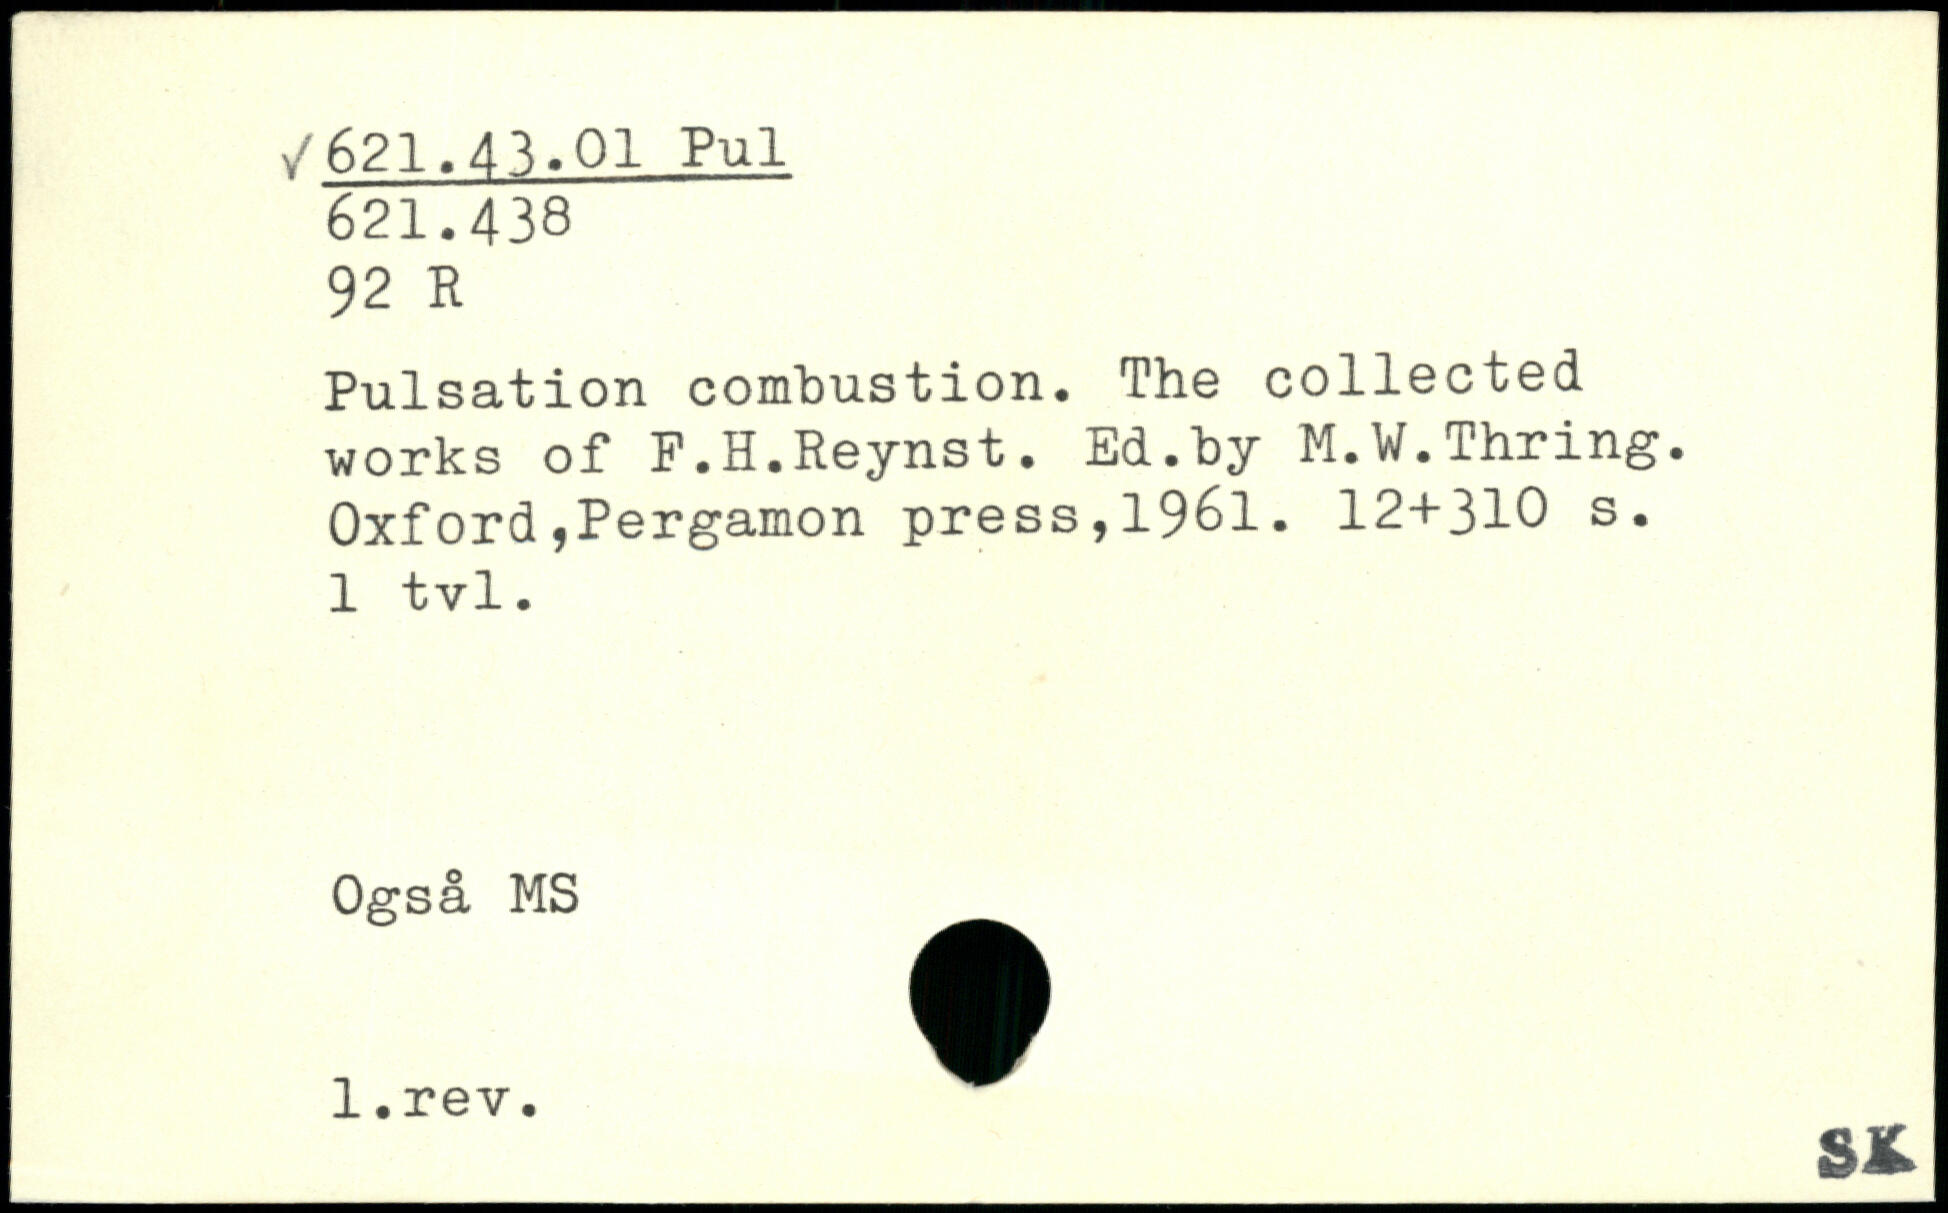 √ 621.43.01 Pul
621.438
92 R
Pulsation combustion. The collected
works of F.H.Reynst. Ed.by M.W.Thring.
Oxford,Pergamon press,1961. 12+310 s.
1 tvl.
Også MS
1.rev.
SK